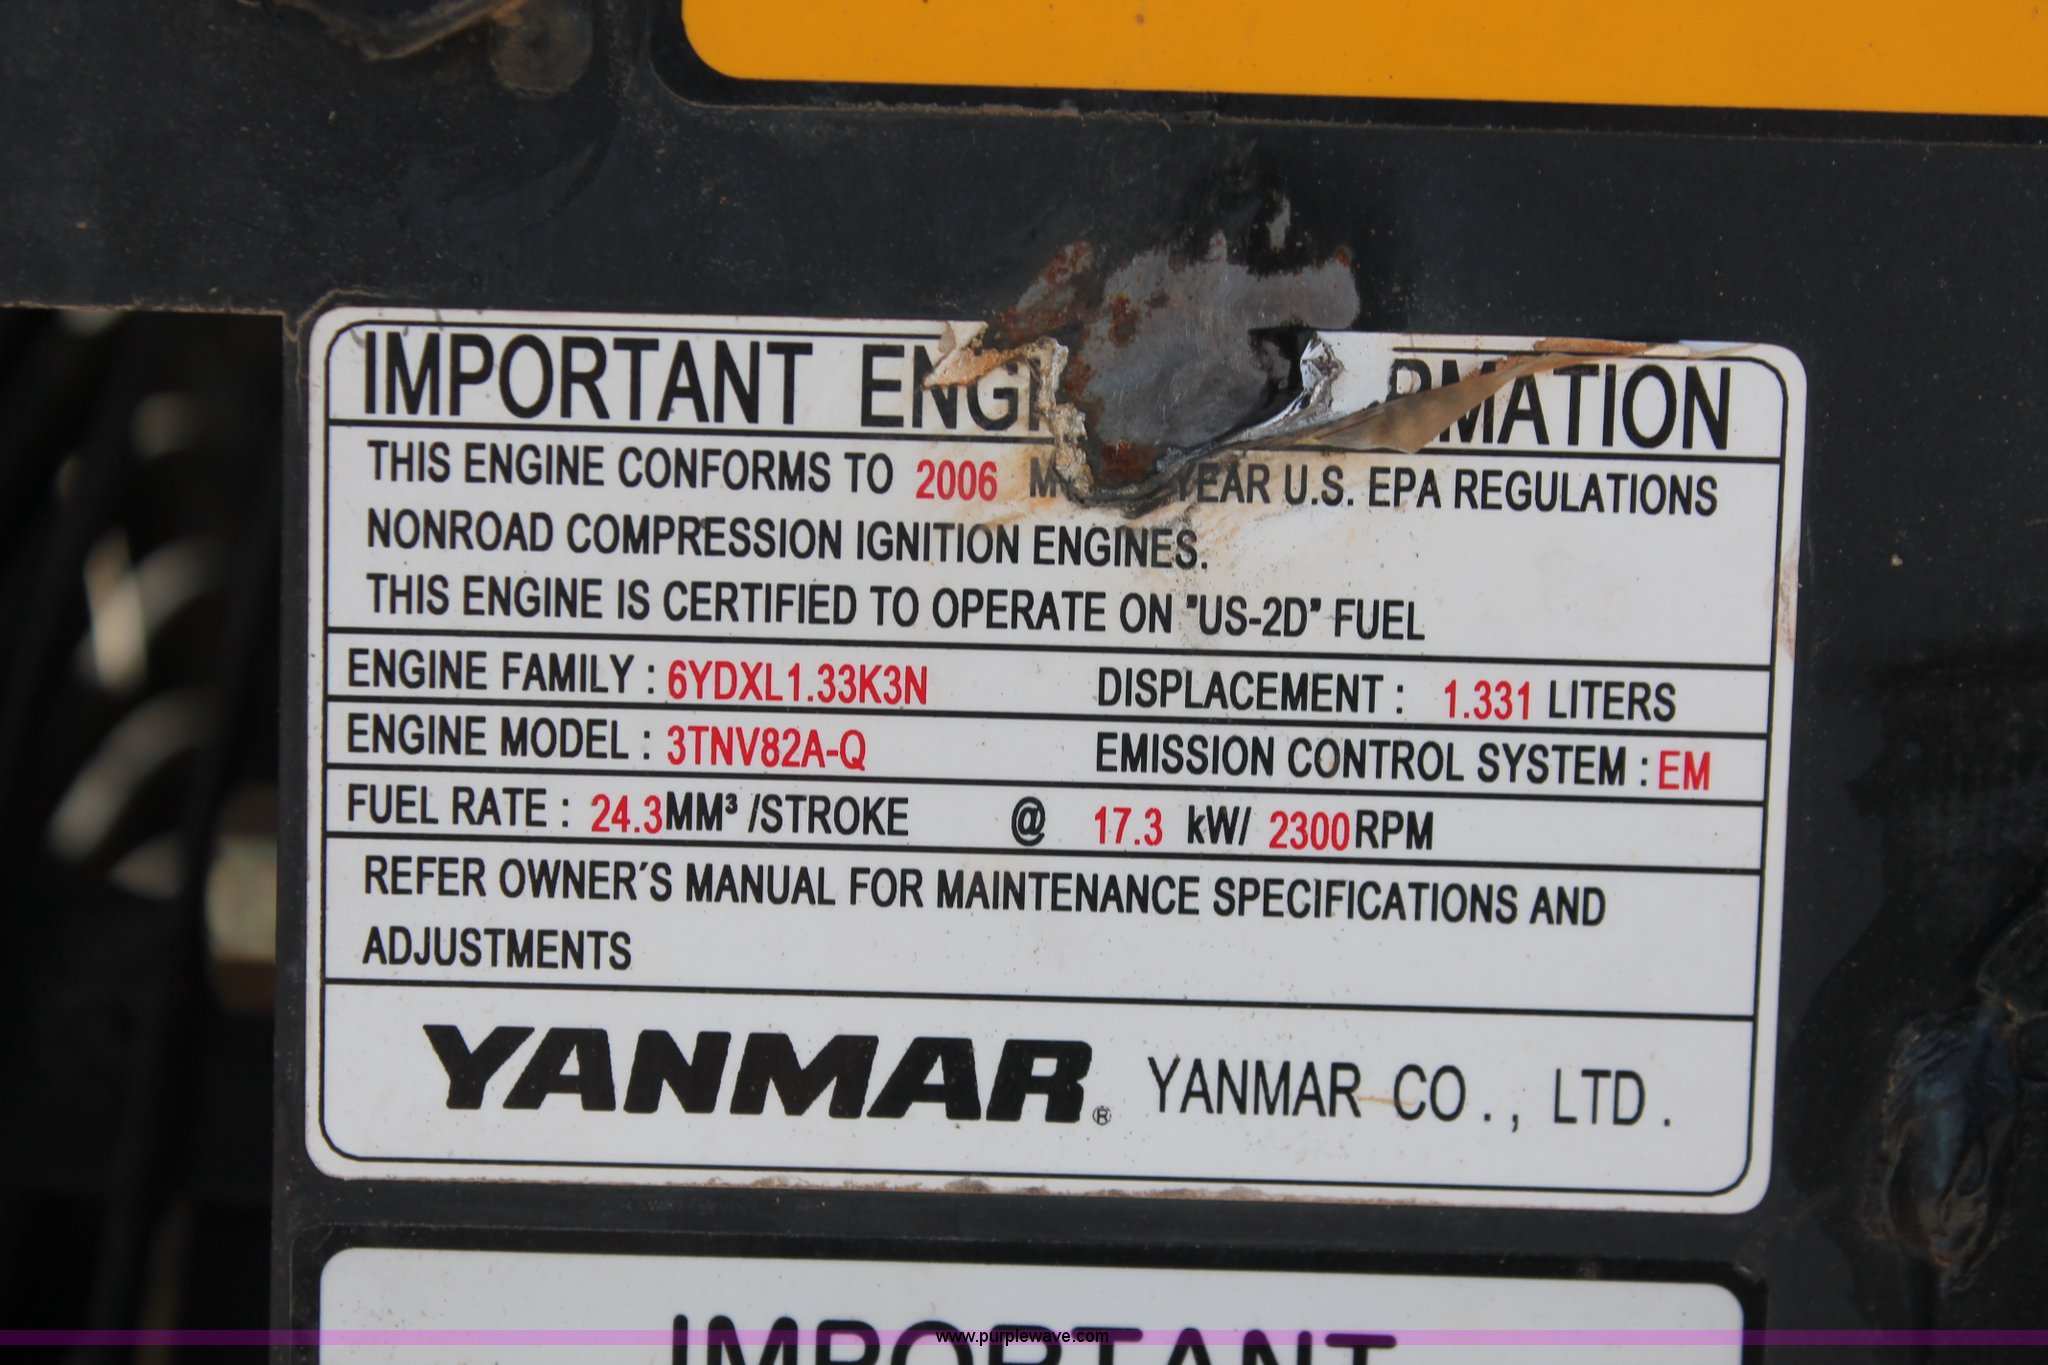 IMPORTANT MATION
THIS ENGINE CONFORMS TO 2006 YEAR U.S. EPA REGULATIONS
NONROAD COMPRESSION IGNITION ENGINES.
THIS ENGINE IS CERTIFIED TO OPERATE ON "US-2D" FUEL
ENGINE FAMILY : 6YDXL1.33K3N DISPLACEMENT : 1.331 LITERS
ENGINE MODEL : 3TNV82A-Q EMISSION CONTROL SYSTEM : EM
FUEL RATE : 24.3MM³ /STROKE @ 17.3 kW/ 2300RPM
REFER OWNER'S MANUAL FOR MAINTENANCE SPECIFICATIONS AND
ADJUSTMENTS
YANMAR® YANMAR CO., LTD.
IMPORTANT
www.purplewave.com